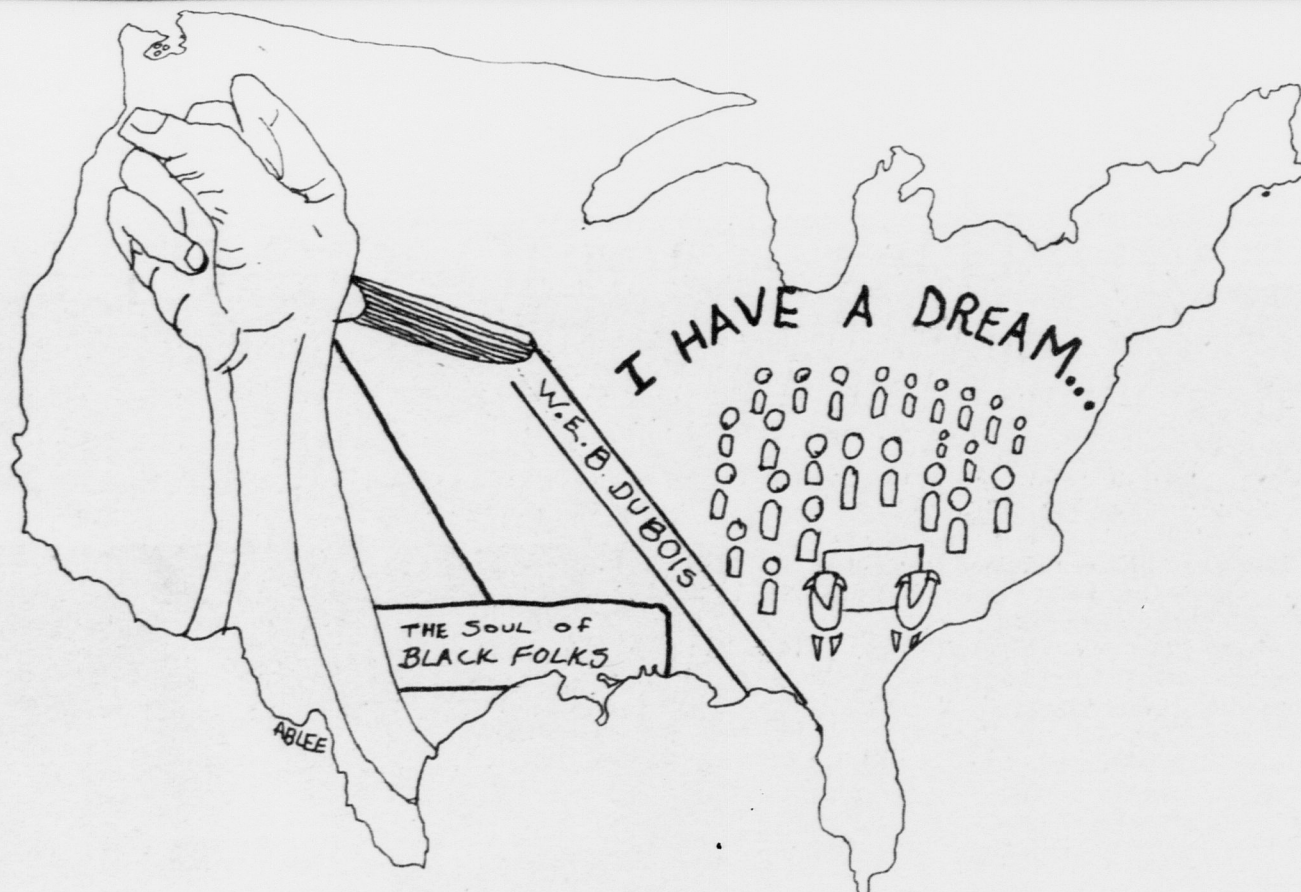 I HAVE A DREAM...
W.E.B. DUBOIS
THE SOUL OF
BLACK FOLKS
ABLEE